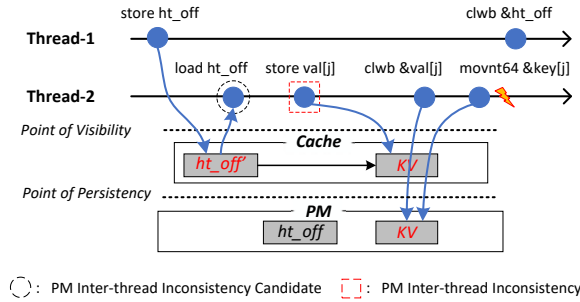 store ht_off
clwb &ht_off
Thread-1
load ht_off
store val[j]
clwb &val[j]
movnt64 &key[j]
Thread-2
Point of Visibility
Cache
ht_off'
KV
Point of Persistency
PM
ht_off
KV
: PM Inter-thread Inconsistency Candidate
: PM Inter-thread Inconsistency